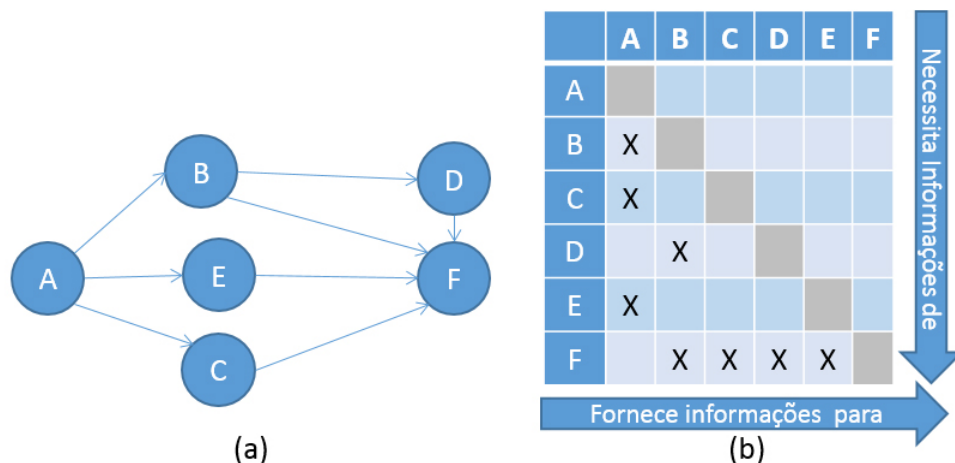 B
D
A
E
F
C
(a)
A B C D E F
A
B X
C X
D X
E X
F X X X X
Necessita Informações de
Fornece informações para
(b)